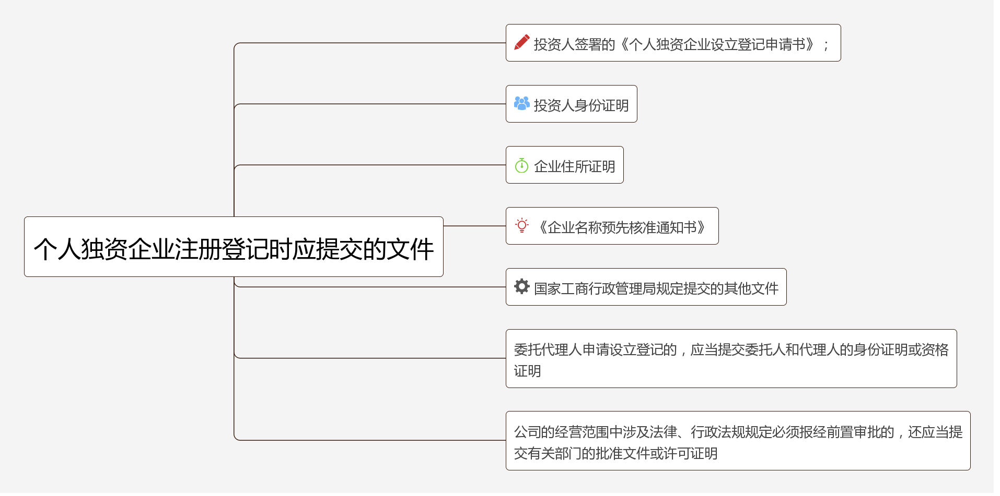 投资人签署的《个人独资企业设立登记申请书》；
投资人身份证明
企业住所证明
《企业名称预先核准通知书》
个人独资企业注册登记时应提交的文件
国家工商行政管理局规定提交的其他文件
委托代理人申请设立登记的，应当提交委托人和代理人的身份证明或资格
证明
公司的经营范围中涉及法律、行政法规规定必须报经前置审批的，还应当提
交有关部门的批准文件或许可证明